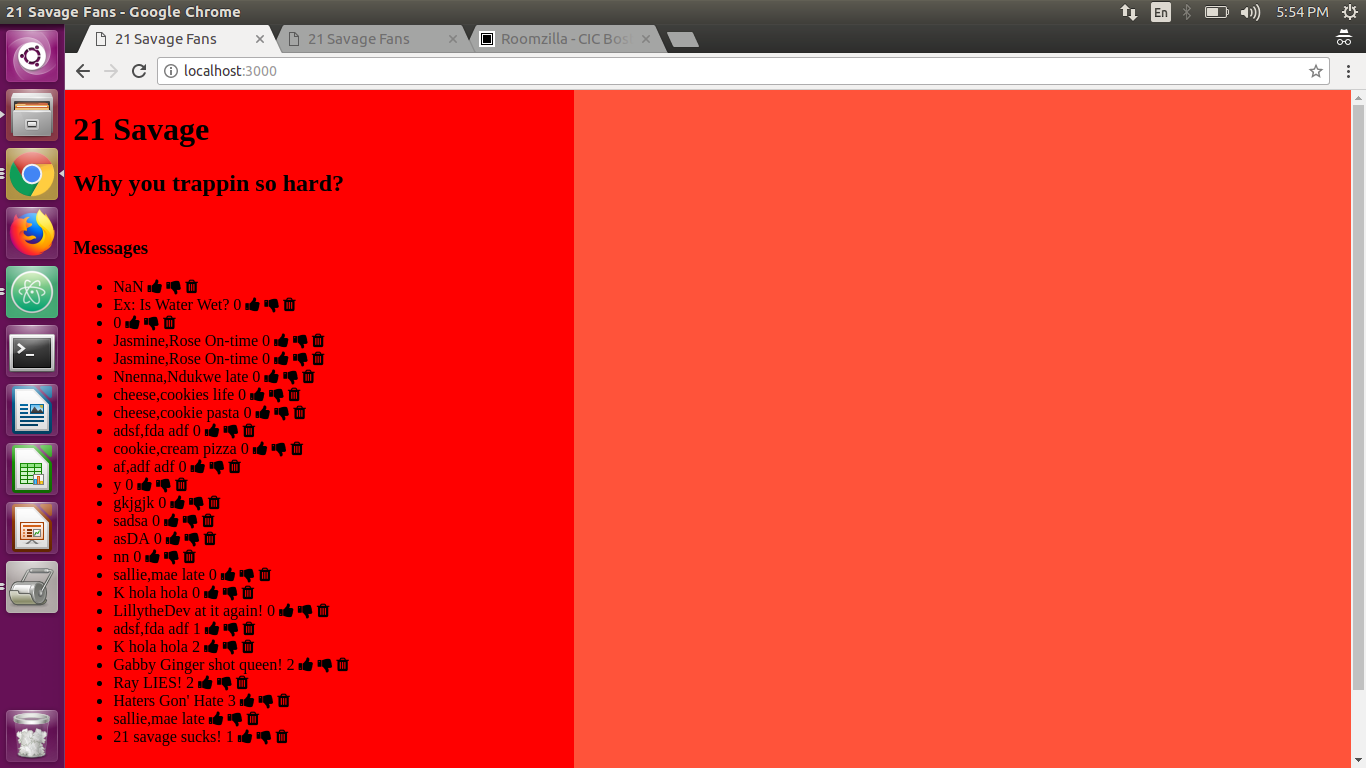 21 Savage Fans - Google Chrome
En
5:54 PM
21 Savage Fans
21 Savage Fans
Roomzilla - CIC Bos
localhost:3000
21 Savage
Why you trappin so hard?
Messages
NaN
Ex: Is Water Wet? 0
0
Jasmine,Rose On-time 0
Jasmine,Rose On-time 0
Nnenna,Ndukwe late 0
cheese,cookies life 0
cheese,cookie pasta 0
adsf,fda adf 0
cookie,cream pizza 0
af,adf adf 0
y 0
gkjgjk 0
sadsa 0
asDA 0
nn 0
sallie,mae late 0
K hola hola 0
LillytheDev at it again! 0
adsf,fda adf 1
K hola hola 2
Gabby Ginger shot queen! 2
Ray LIES! 2
Haters Gon' Hate 3
sallie,mae late
21 savage sucks! 1